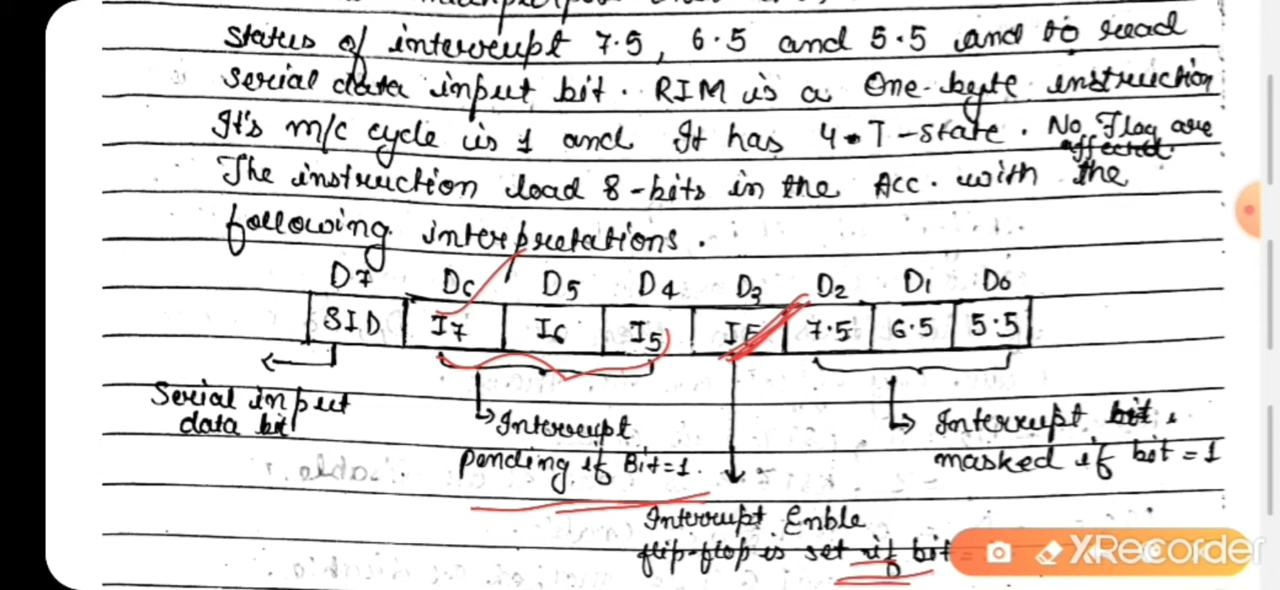 status of interrupt 7.5, 6.5 and 5.5 and to read
serial data input bit. RIM is a One-byte instruction
It's m/c cycle is 1 and It has 4 T-state. No Flag are affected.
The instruction load 8-bits in the Acc. with the
following interpretations.
D7 D6 D5 D4 D3 D2 D1 D0
SID I7 I6 I5 IE 7.5 6.5 5.5
Serial input
data bit
Interrupt
pending if Bit=1.
Interrupt
masked if bit = 1
Interrupt Enble
flip-flop is set if bit
XRecorder